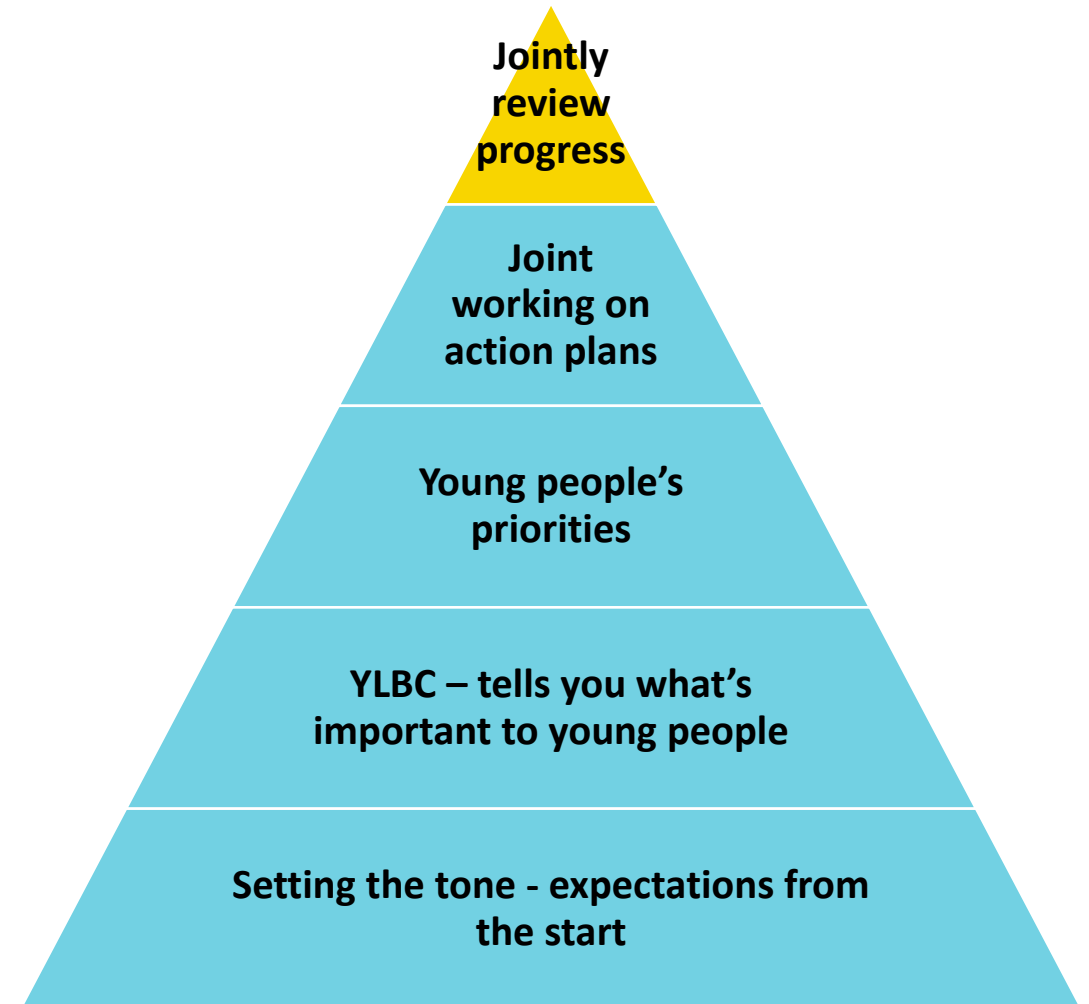 Jointly
review
progress
Joint
working on
action plans
Young people’s
priorities
YLBC – tells you what’s
important to young people
Setting the tone - expectations from
the start